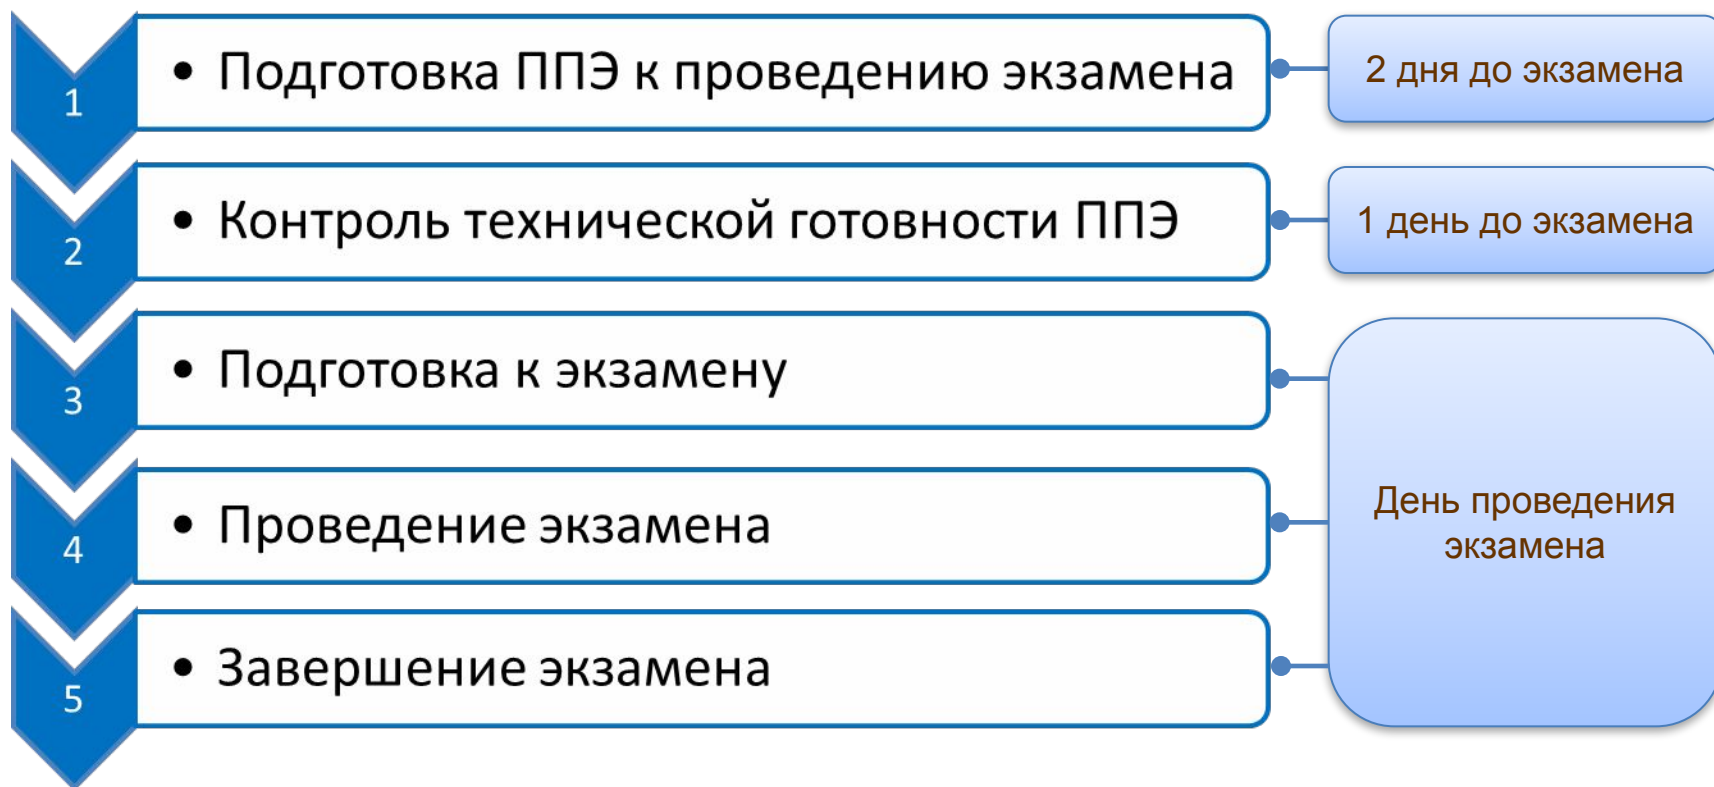 1
• Подготовка ППЭ к проведению экзамена
2 дня до экзамена
2
• Контроль технической готовности ППЭ
1 день до экзамена
3
• Подготовка к экзамену
4
• Проведение экзамена
5
• Завершение экзамена
День проведения
экзамена